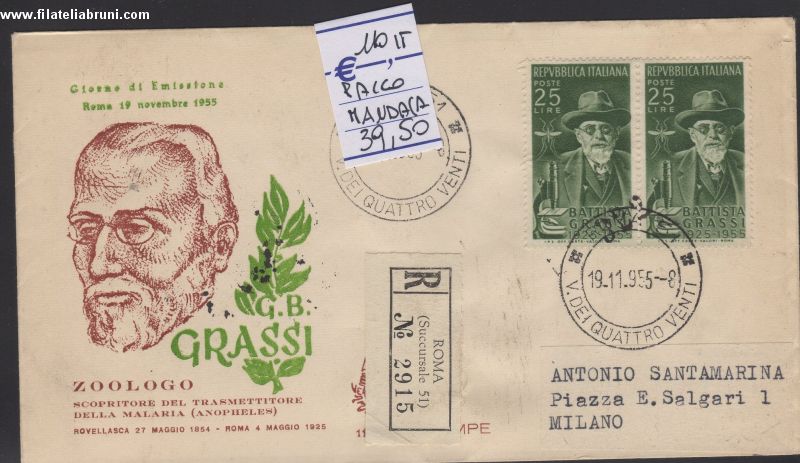 www.filateliabruni.com
Giorno di Emissione
Roma 19 novembre 1955
G.B.
GRASSI
ZOOLOGO
SCOPRITORE DEL TRASMETTITORE
DELLA MALARIA (ANOPHELES)
ROVELLASCA 27 MAGGIO 1854 - ROMA 4 MAGGIO 1925
€
MANDATA
39,50
V. DEI QUATTRO VENTI
R
ROMA
(Succursale 51)
No 2915
REPVBBLICA ITALIANA
POSTE
25
LIRE
BATTISTA
GRASSI
1925-1955
REPVBBLICA ITALIANA
POSTE
25
LIRE
BATTISTA
GRASSI
1925-1955
19.11.955-8
V. DEI QUATTRO VENTI
ANTONIO SANTAMARINA
Piazza E.Salgari 1
MILANO